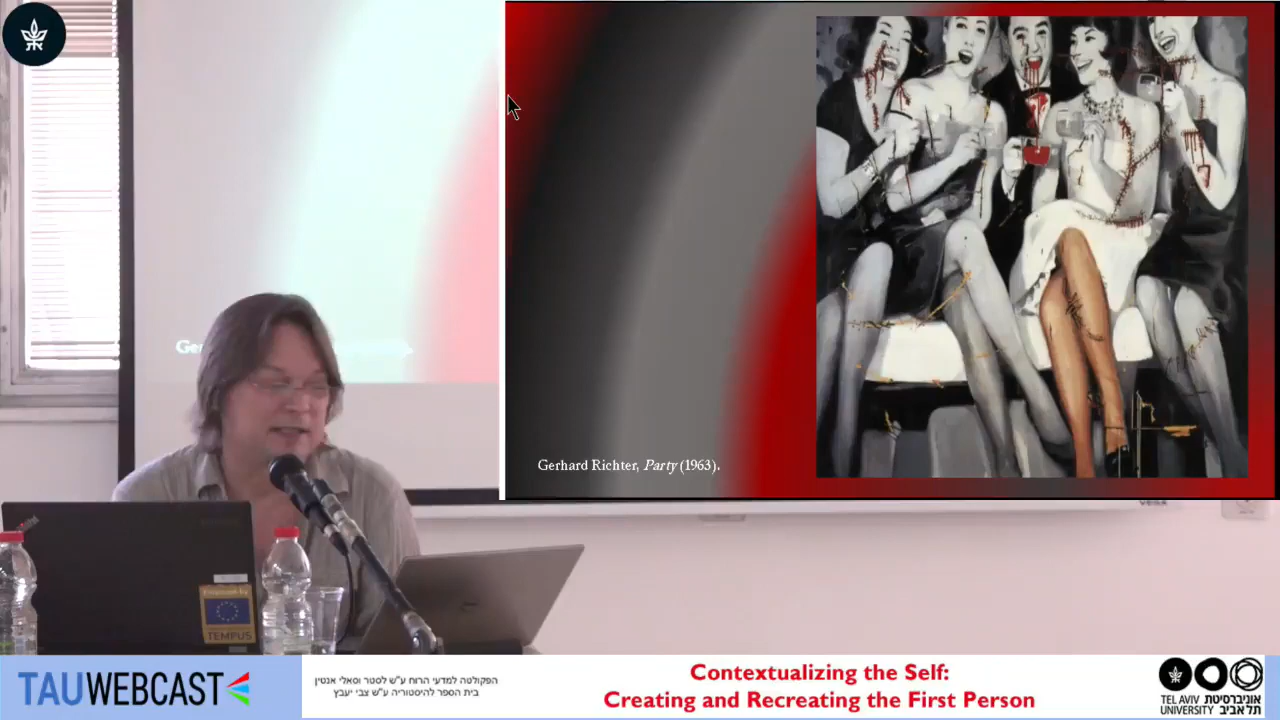 Gerhard Richter, Party (1963).
TEMPUS
TAUWEBCAST
הפקולטה למדעי הרוח ע"ש לסטר וסאלי אנטין
בית הספר להיסטוריה ע"ש צבי יעבץ
Contextualizing the Self:
Creating and Recreating the First Person
TEL AVIV אוניברסיטת
UNIVERSITY תל אביב